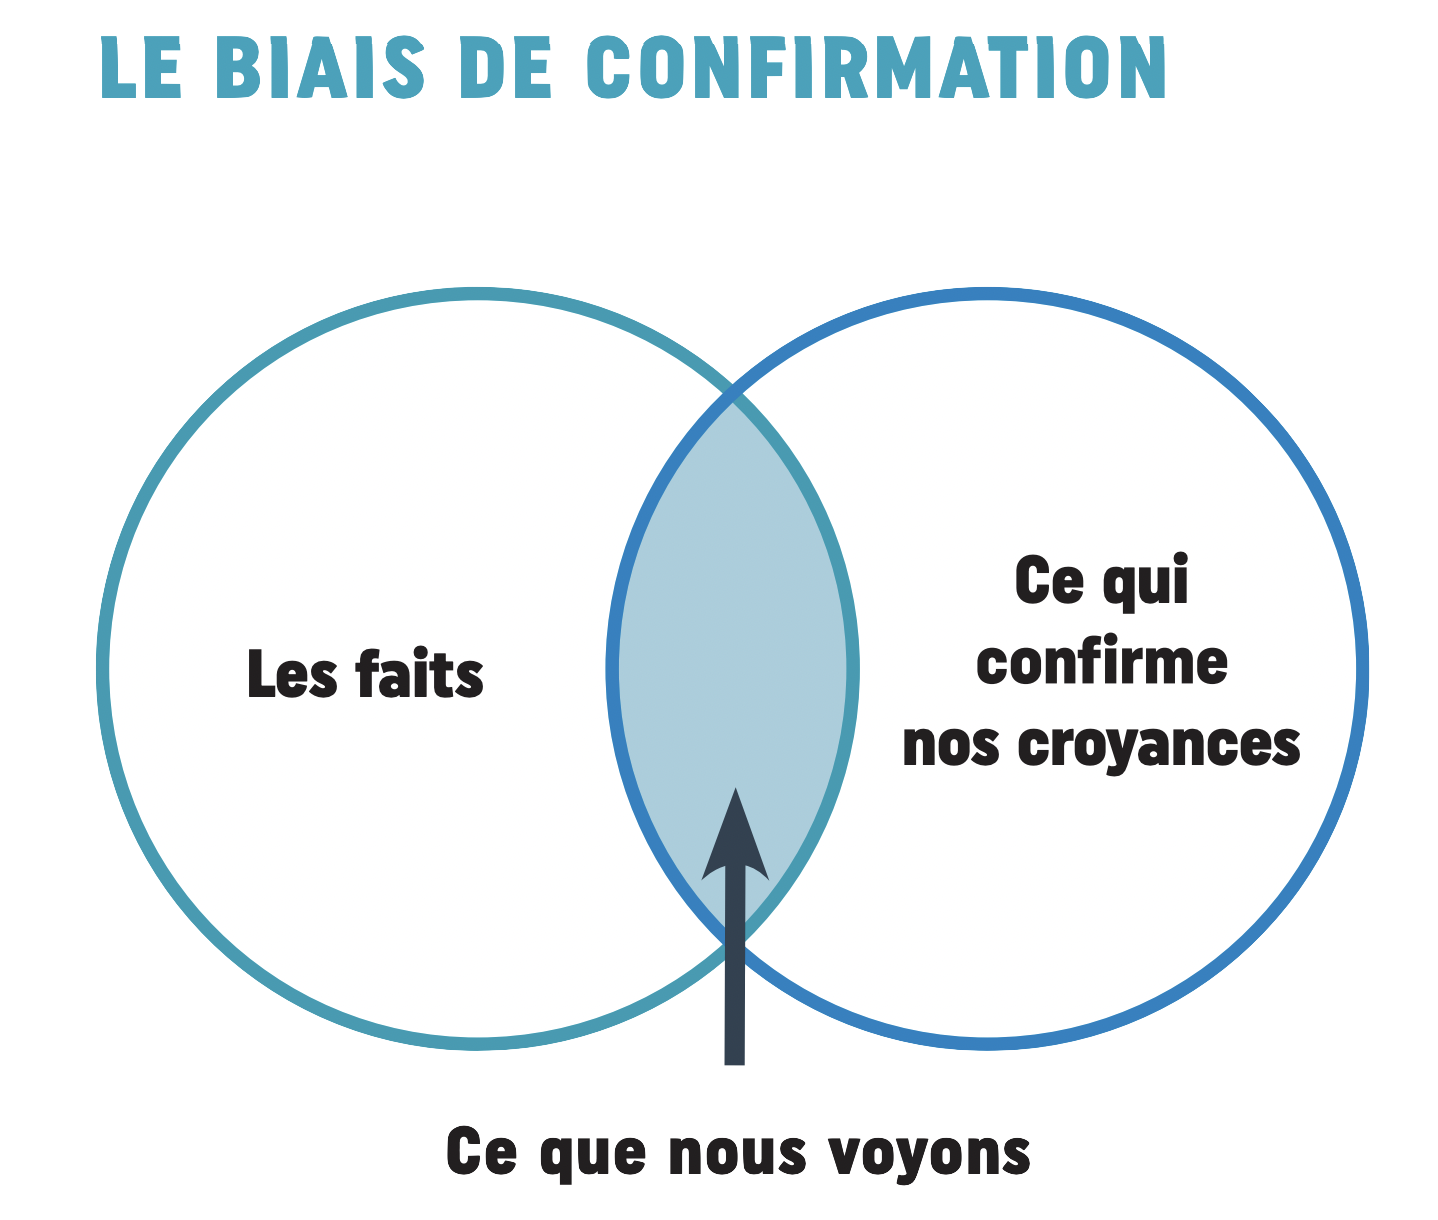 LE BIAIS DE CONFIRMATION
Les faits
Ce qui
confirme
nos croyances
Ce que nous voyons